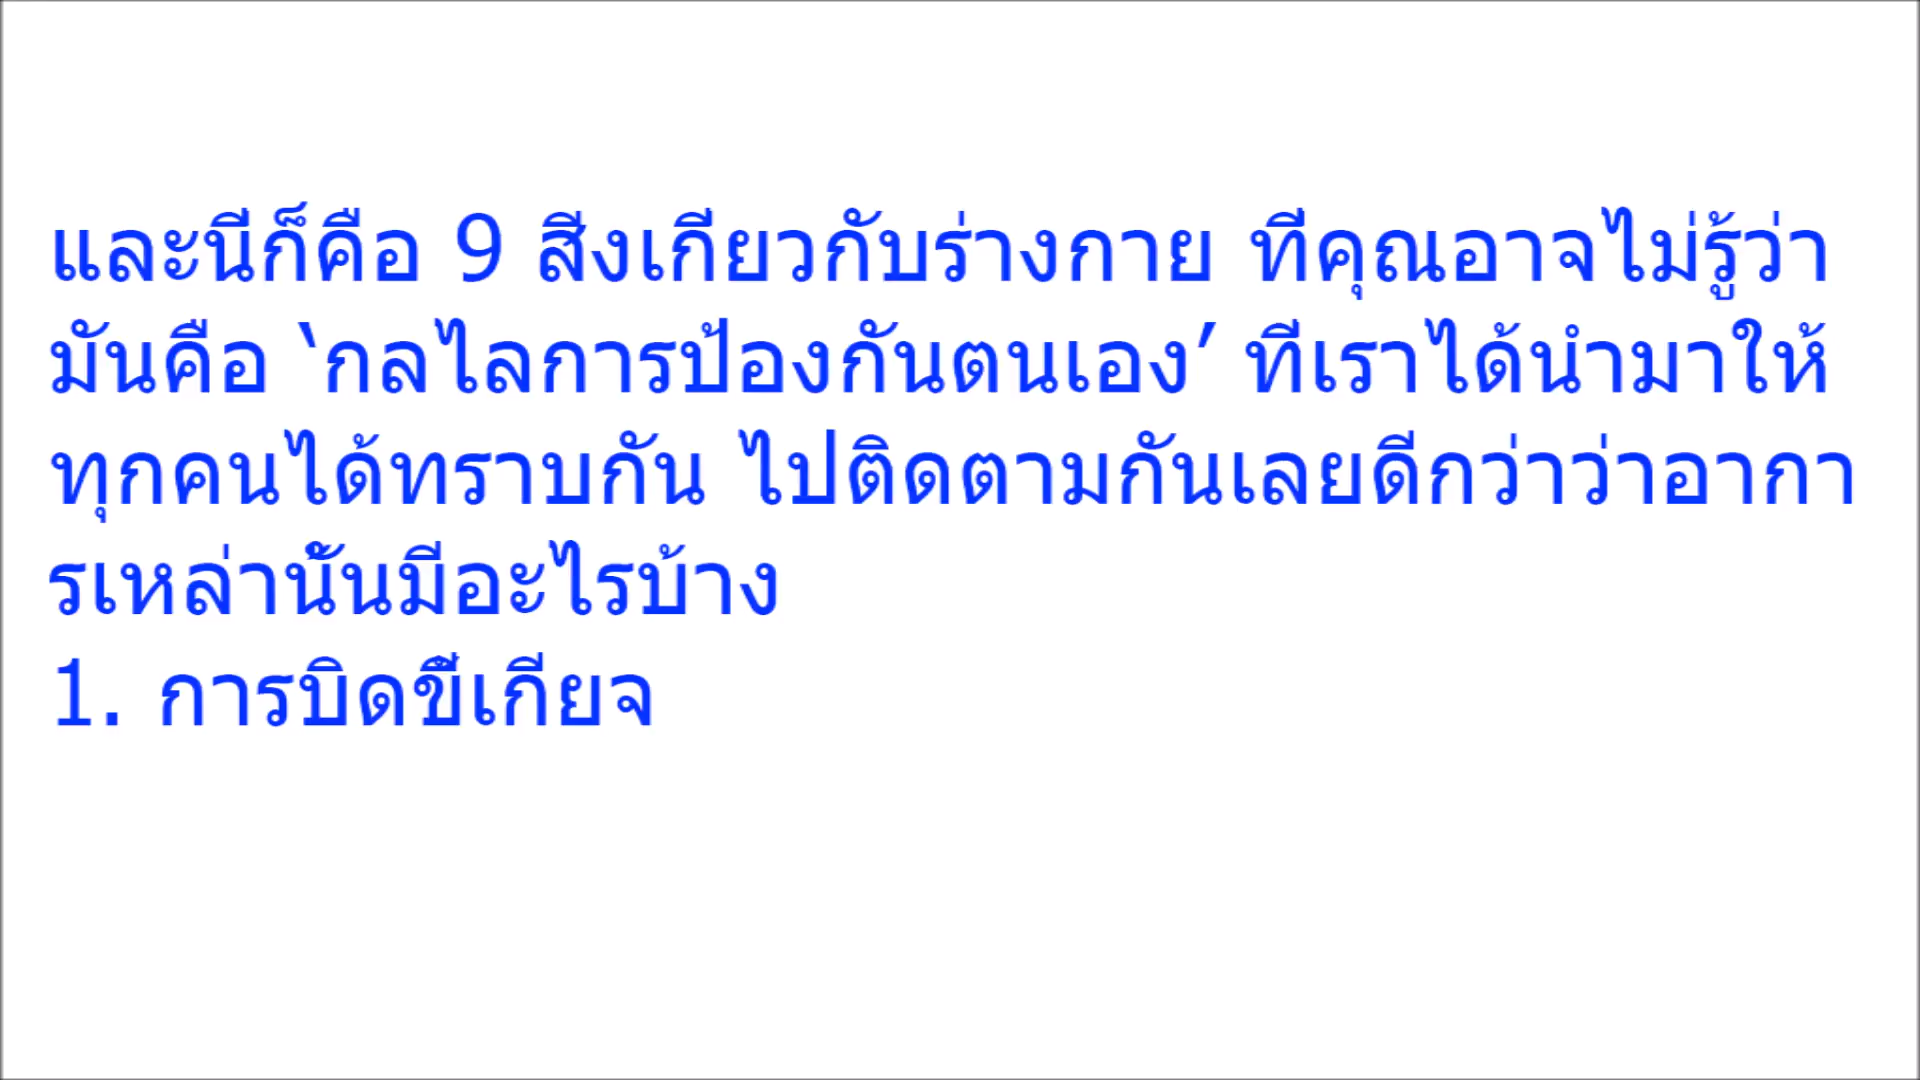 และนี่ก็คือ 9 สิ่งเกี่ยวกับร่างกาย ที่คุณอาจไม่รู้ว่า
มันคือ ‘กลไลการป้องกันตนเอง’ ที่เราได้นำมาให้
ทุกคนได้ทราบกัน ไปติดตามกันเลยดีกว่าว่าอากา
รเหล่านั้นมีอะไรบ้าง
1. การบิดขี้เกียจ